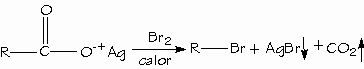 O
R—C—O⁻⁺Ag Br₂ calor R—Br + AgBr↓ + CO₂↑